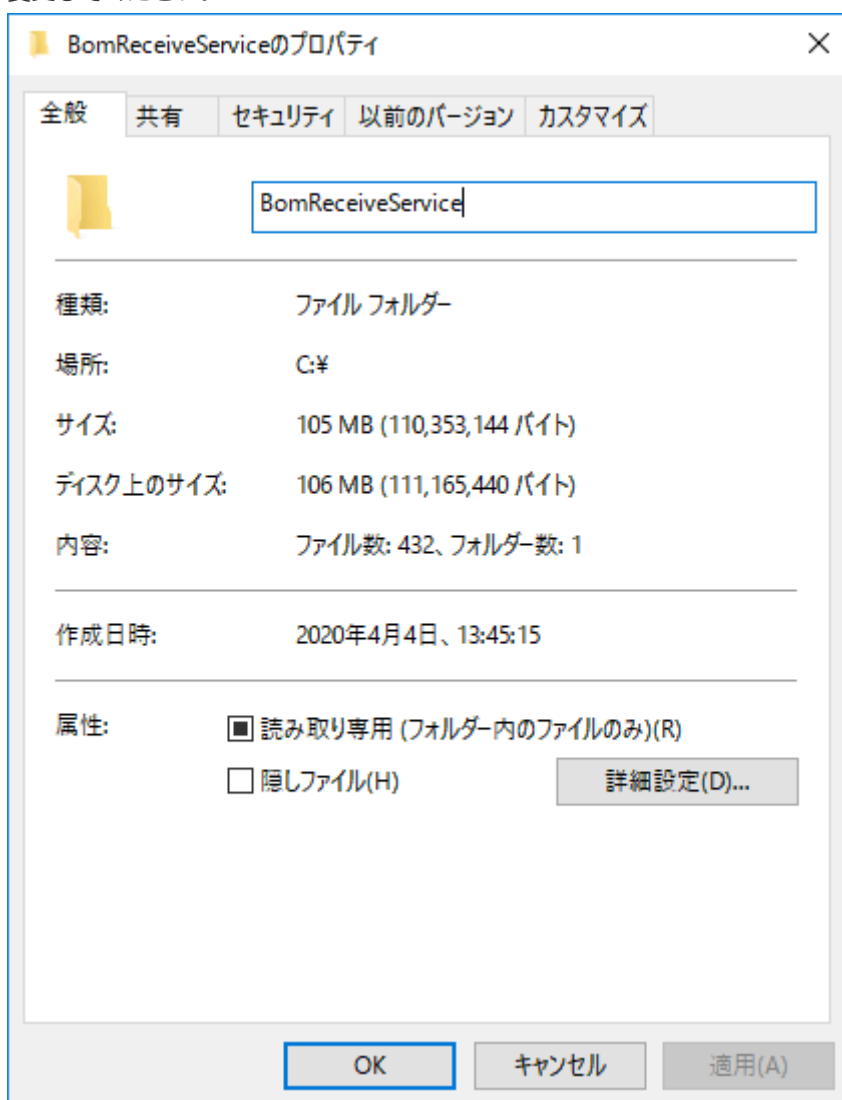 BomReceiveServiceのプロパティ
全般 共有 セキュリティ 以前のバージョン カスタマイズ
BomReceiveService
種類: ファイル フォルダー
場所: C:¥
サイズ: 105 MB (110,353,144 バイト)
ディスク上のサイズ: 106 MB (111,165,440 バイト)
内容: ファイル数: 432、フォルダー数: 1
作成日時: 2020年4月4日、13:45:15
属性: 読み取り専用 (フォルダー内のファイルのみ)(R)
隠しファイル(H) 詳細設定(D)...
OK キャンセル 適用(A)